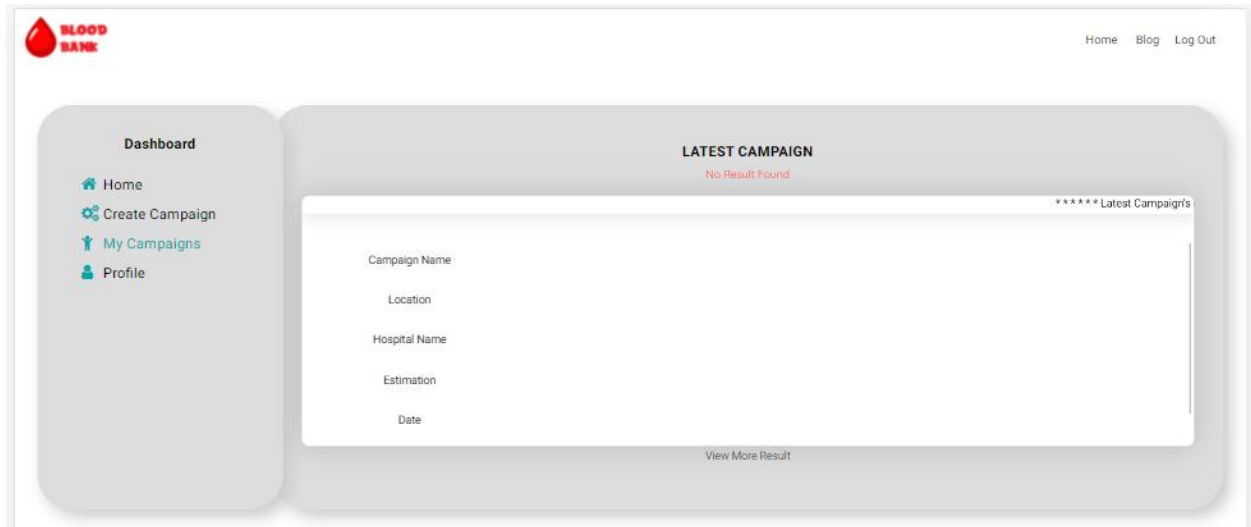 BLOOD
BANK
Home Blog Log Out
Dashboard
Home
Create Campaign
My Campaigns
Profile
LATEST CAMPAIGN
No Result Found
****** Latest Campaign's
Campaign Name
Location
Hospital Name
Estimation
Date
View More Result